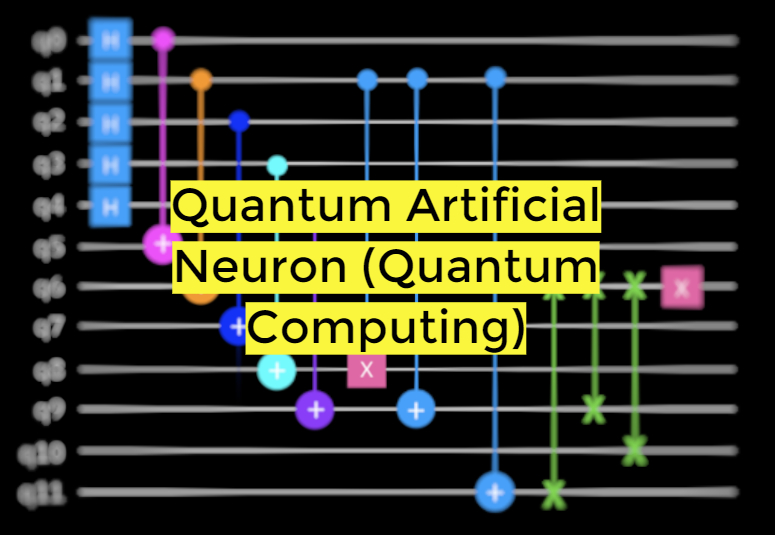 q0 H
q1 H
q2 H
q3 H
q4 H
Quantum Artificial
q5
Neuron (Quantum
q6 X
q7
Computing)
q8 X
q9
q10
q11